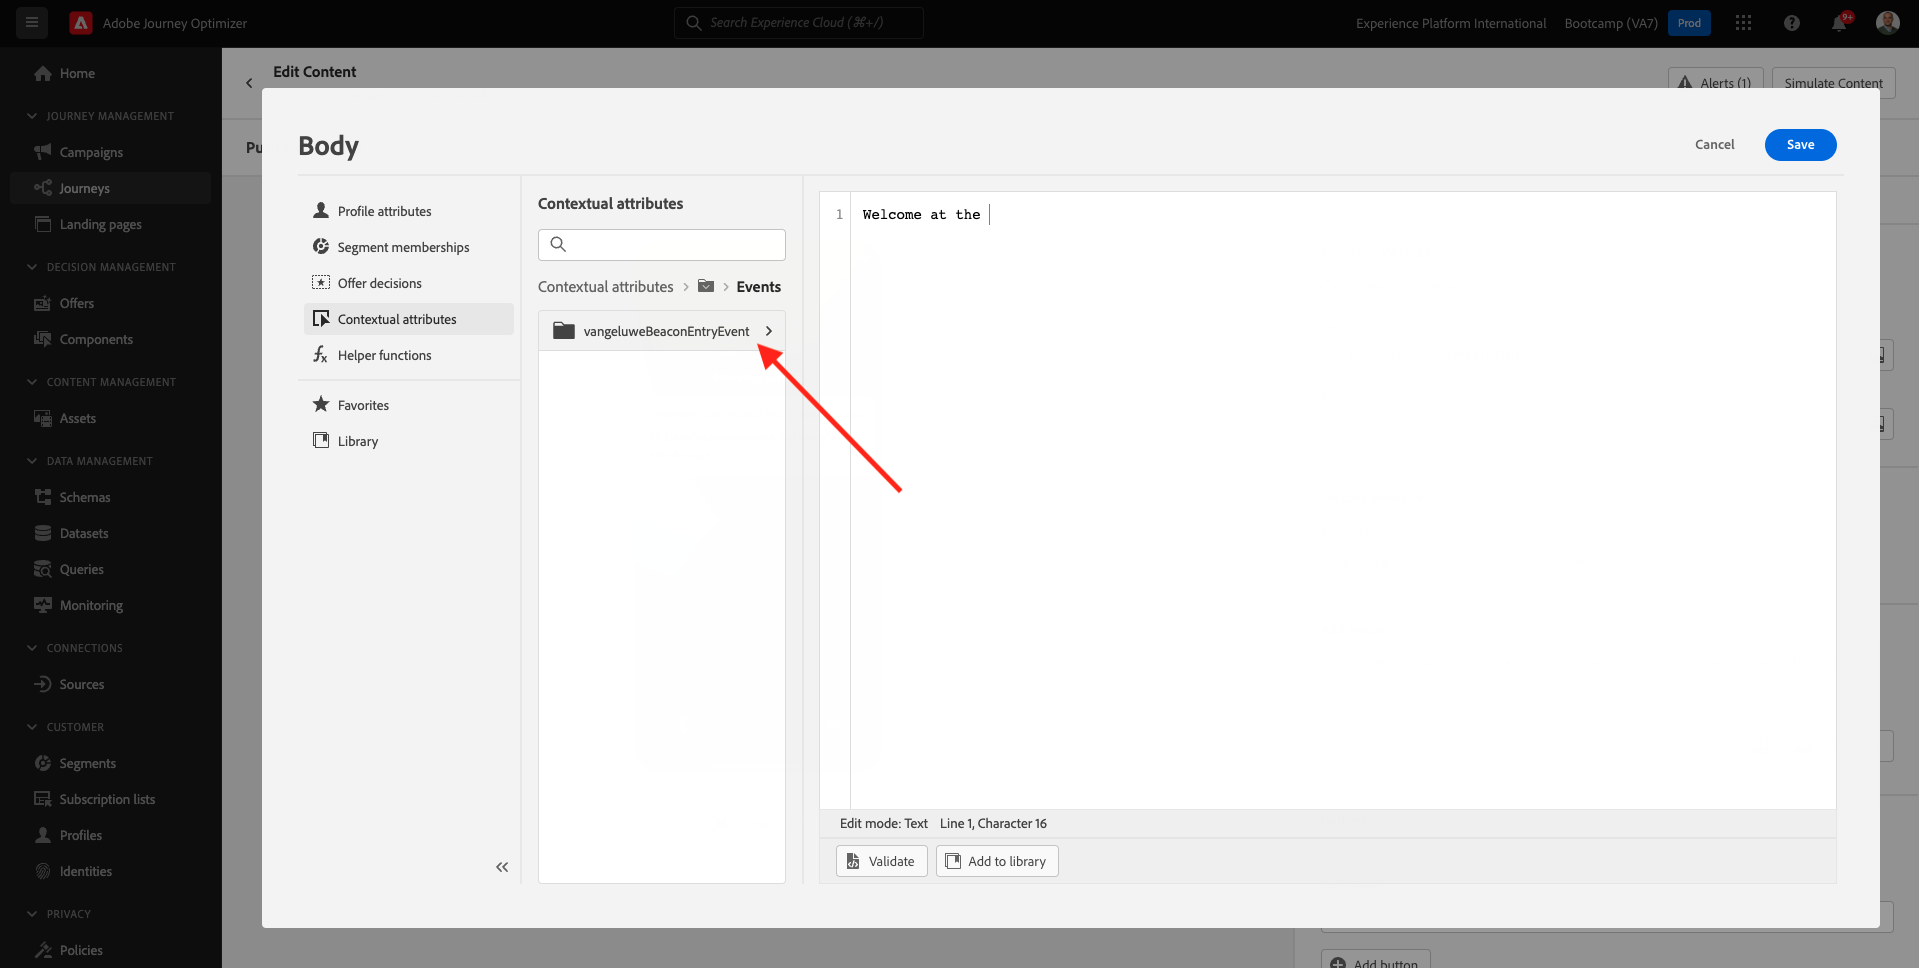 Adobe Journey Optimizer
Search Experience Cloud (⌘+/)
Experience Platform International
Bootcamp (VA7)
Prod
9+
Home
JOURNEY MANAGEMENT
Campaigns
Journeys
Landing pages
DECISION MANAGEMENT
Offers
Components
CONTENT MANAGEMENT
Assets
DATA MANAGEMENT
Schemas
Datasets
Queries
Monitoring
CONNECTIONS
Sources
CUSTOMER
Segments
Subscription lists
Profiles
Identities
PRIVACY
Policies
Edit Content
Alerts (1)
Simulate Content
Pu
Body
Cancel
Save
Profile attributes
Segment memberships
Offer decisions
Contextual attributes
Helper functions
Favorites
Library
Contextual attributes
Contextual attributes > > Events
vangeluweBeaconEntryEvent
1 Welcome at the
Edit mode: Text Line 1, Character 16
Validate
Add to library
Add button